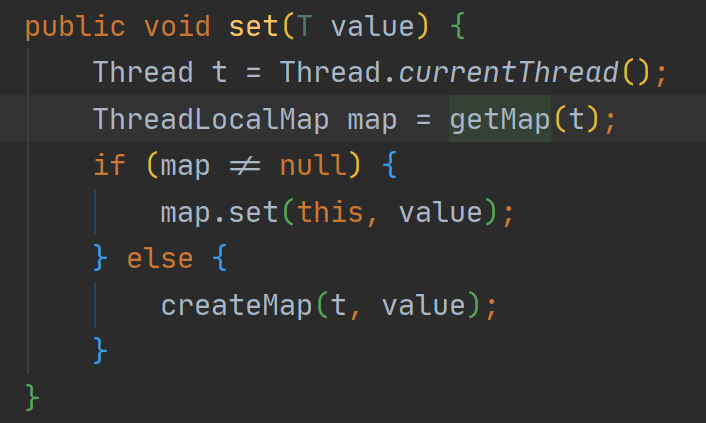 public void set(T value) {
Thread t = Thread.currentThread();
ThreadLocalMap map = getMap(t);
if (map ≠ null) {
map.set(this, value);
} else {
createMap(t, value);
}
}